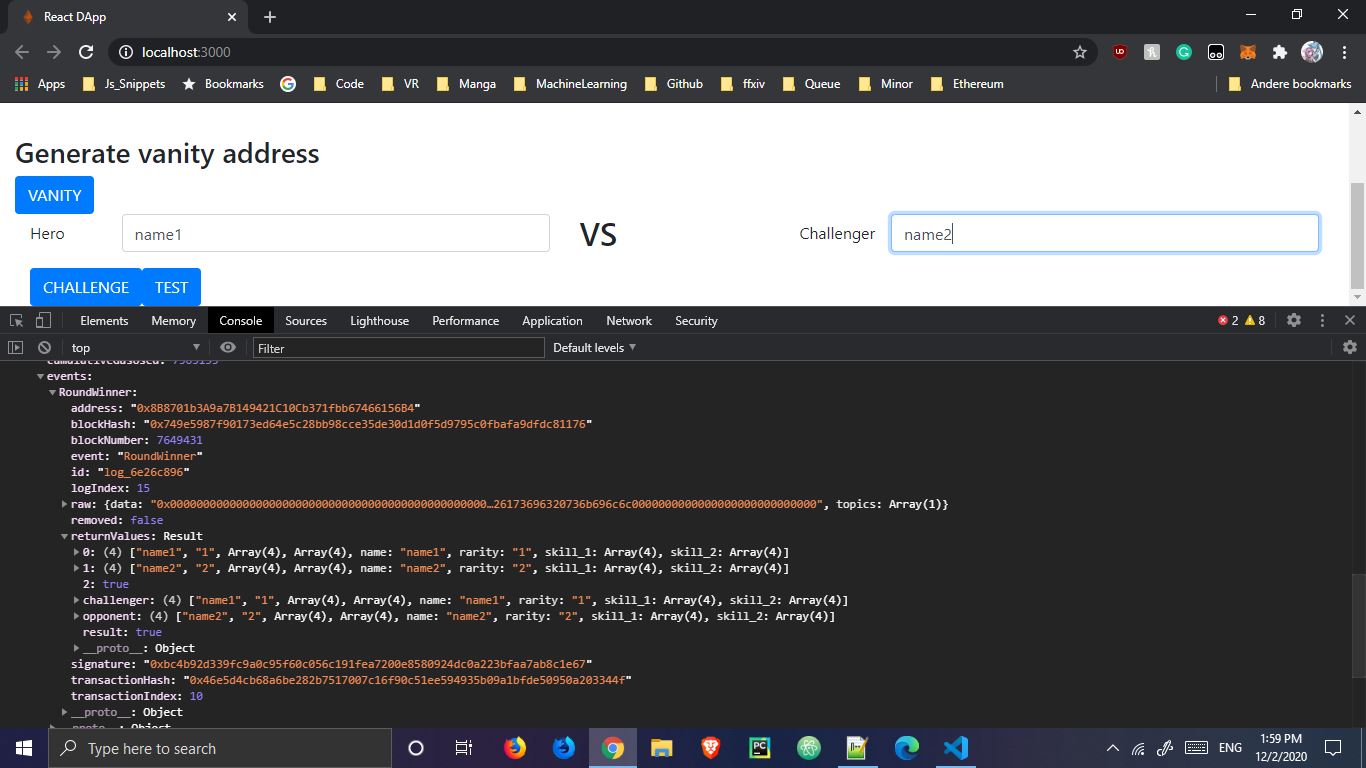 React DApp
localhost:3000
Apps Js_Snippets Bookmarks Code VR Manga MachineLearning Github ffxiv Queue Minor Ethereum Andere bookmarks
Generate vanity address
VANITY
Hero name1 VS Challenger name2
CHALLENGE TEST
Elements Memory Console Sources Lighthouse Performance Application Network Security 2 8
top Filter Default levels
events:
RoundWinner:
address: "0x8B8701b3A9a7B149421C10Cb371fbb67466156B4"
blockHash: "0x749e5987f90173ed64e5c28bb98cce35de30d1d0f5d9795c0fbafa9dfdc81176"
blockNumber: 7649431
event: "RoundWinner"
id: "log_6e26c896"
logIndex: 15
raw: {data: "0x000000000000000000000000000000000000000000000000…26173696320736b696c6c0000000000000000000000000000", topics: Array(1)}
removed: false
returnValues: Result
0: (4) ["name1", "1", Array(4), Array(4), name: "name1", rarity: "1", skill_1: Array(4), skill_2: Array(4)]
1: (4) ["name2", "2", Array(4), Array(4), name: "name2", rarity: "2", skill_1: Array(4), skill_2: Array(4)]
2: true
challenger: (4) ["name1", "1", Array(4), Array(4), name: "name1", rarity: "1", skill_1: Array(4), skill_2: Array(4)]
opponent: (4) ["name2", "2", Array(4), Array(4), name: "name2", rarity: "2", skill_1: Array(4), skill_2: Array(4)]
result: true
__proto__: Object
signature: "0xbc4b92d339fc9a0c95f60c056c191fea7200e8580924dc0a223bfaa7ab8c1e67"
transactionHash: "0x46e5d4cb68a6be282b7517007c16f90c51ee594935b09a1bfde50950a203344f"
transactionIndex: 10
__proto__: Object
__proto__: Object
Type here to search ENG 1:59 PM
12/2/2020